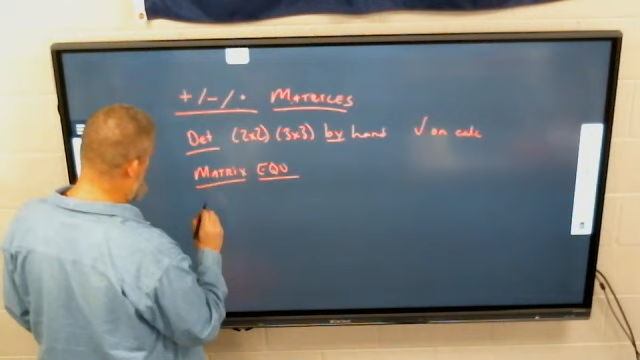 +/-/• MATRICES
Det (2x2) (3x3) by hand √ on calc
MATRIX EQU